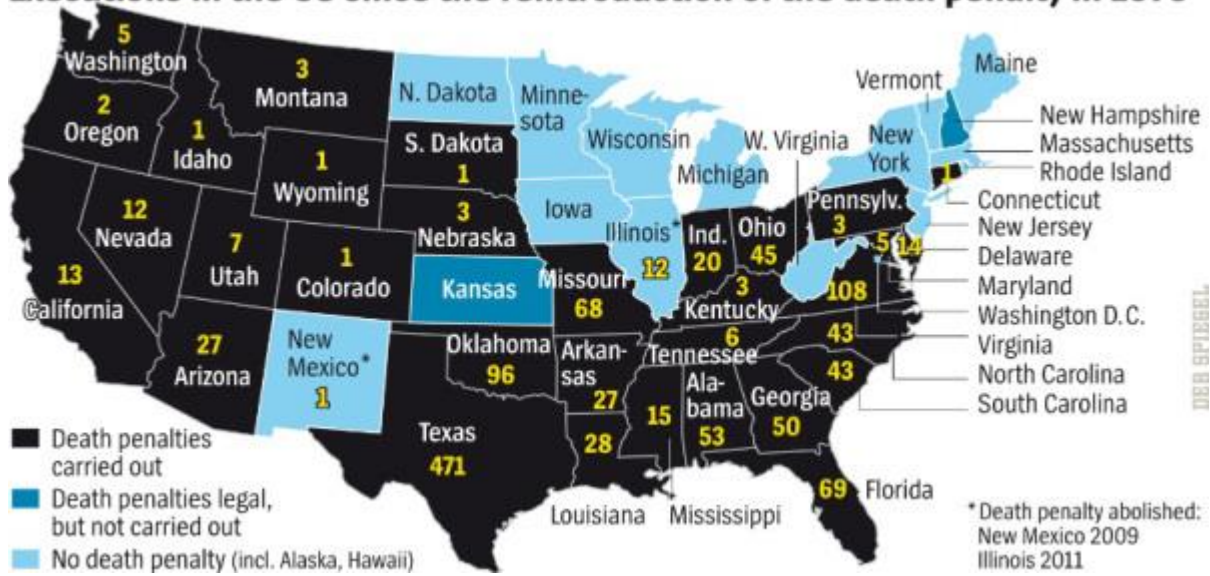 5
Washington
3
Montana
N. Dakota
Minne-
sota
Vermont
Maine
2
Oregon
1
Idaho
1
Wyoming
S. Dakota
1
Wisconsin
Michigan
W. Virginia
New
York
New Hampshire
Massachusetts
Rhode Island
1
Connecticut
New Jersey
Delaware
Maryland
Washington D.C.
Virginia
North Carolina
South Carolina
12
Nevada
7
Utah
1
Colorado
3
Nebraska
Iowa
Illinois*
12
Ind.
20
Ohio
45
Pennsylv.
3
5
14
13
California
Kansas
Missouri
68
3
Kentucky
108
27
Arizona
New
Mexico*
1
Oklahoma
96
Arkan-
sas
27
6
Tennessee
43
43
Texas
471
28
15
Ala-
bama
53
Georgia
50
69
Florida
Louisiana
Mississippi
Death penalties
carried out
Death penalties legal,
but not carried out
No death penalty (incl. Alaska, Hawaii)
*Death penalty abolished:
New Mexico 2009
Illinois 2011
DER SPIEGEL